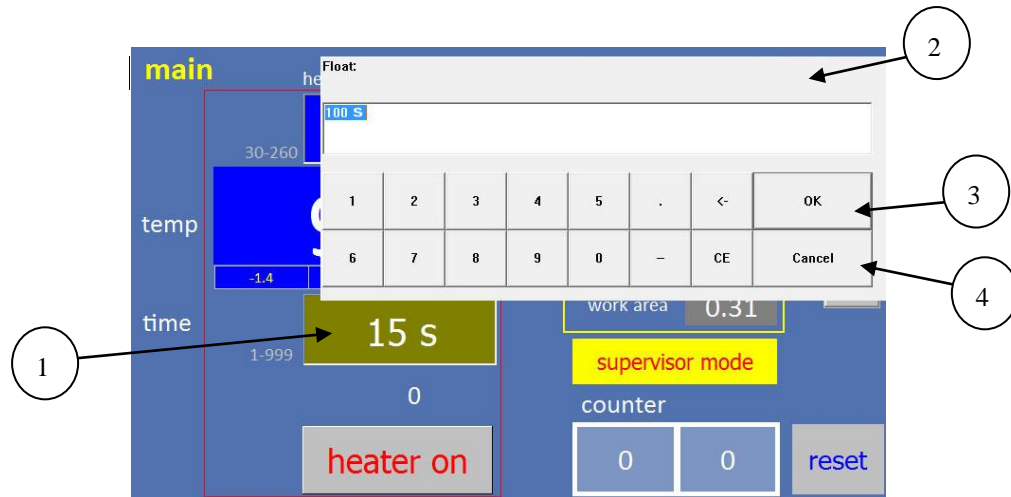 main
he
Float:
2
100 S
30-260
1 2 3 4 5 . <- OK
3
temp
6 7 8 9 0 – CE Cancel
-1.4
4
time
work area 0.31
15 s
1
1-999
supervisor mode
0
counter
heater on
0 0 reset